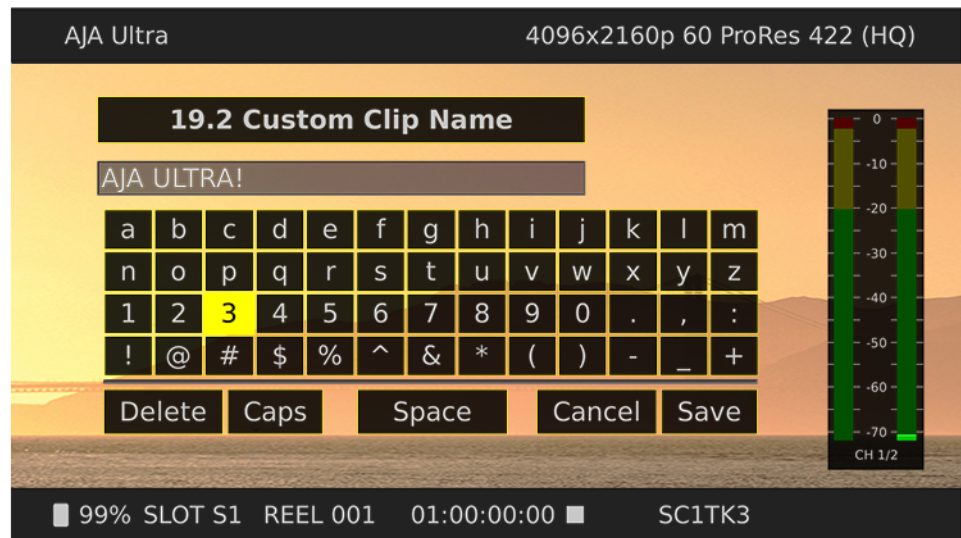 AJA Ultra 4096x2160p 60 ProRes 422 (HQ)
19.2 Custom Clip Name
AJA ULTRA!
a b c d e f g h i j k l m
n o p q r s t u v w x y z
1 2 3 4 5 6 7 8 9 0 . , :
! @ # $ % ^ & * ( ) - _ +
Delete Caps Space Cancel Save
0
-10
-20
-30
-40
-50
-60
-70
CH 1/2
99% SLOT S1 REEL 001 01:00:00:00 SC1TK3